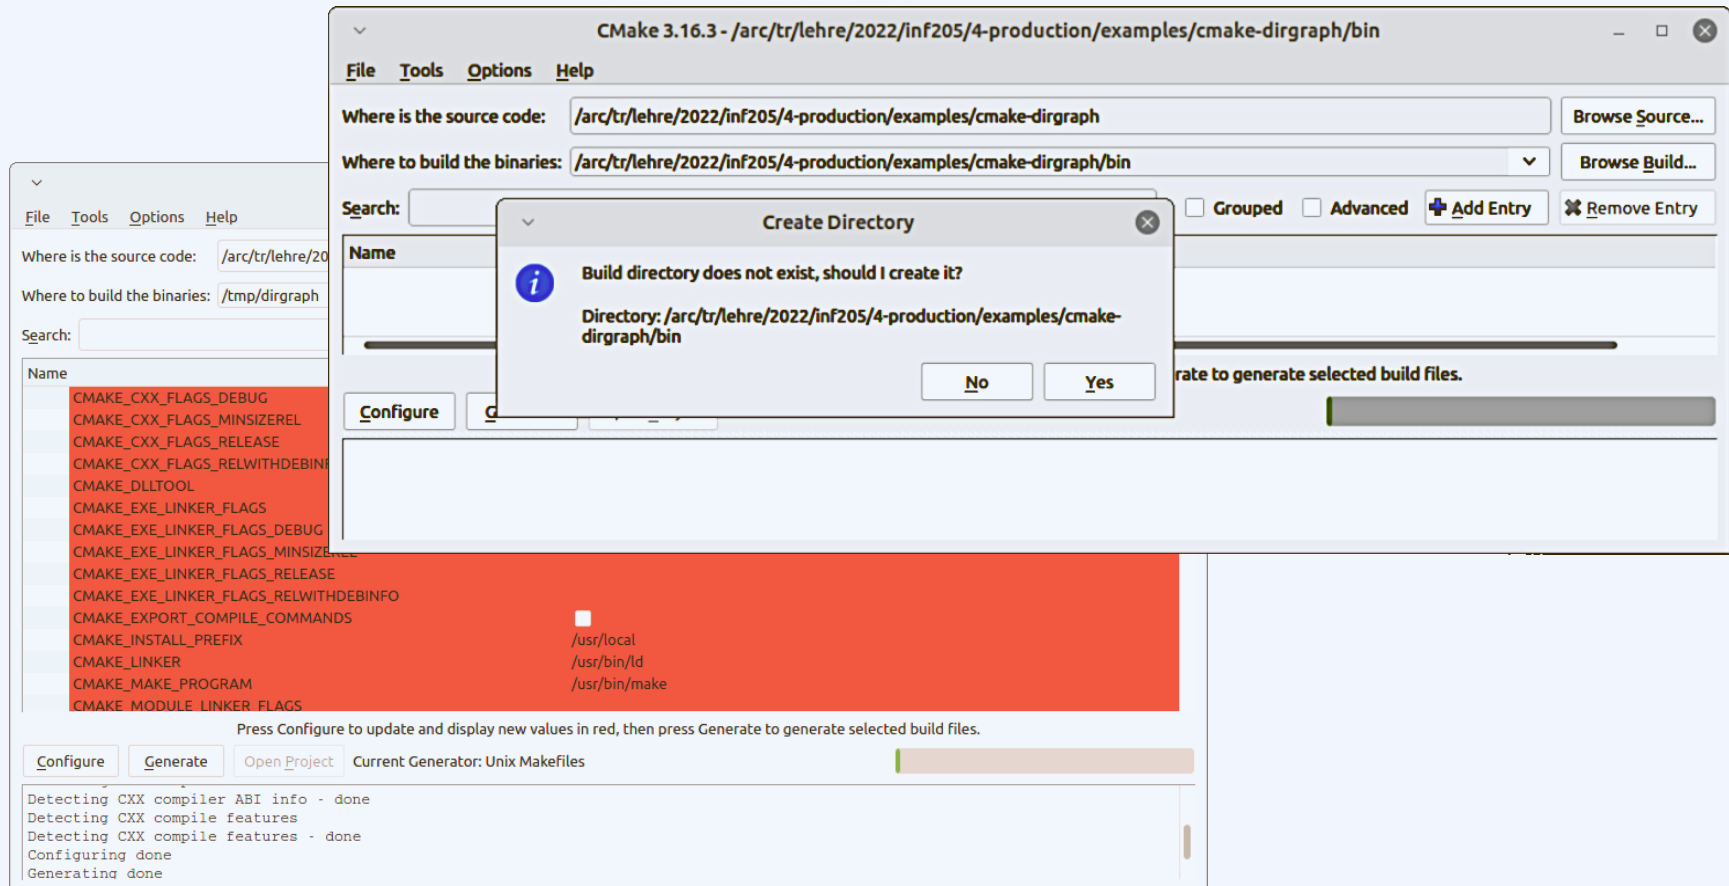 CMake 3.16.3 - /arc/tr/lehre/2022/inf205/4-production/examples/cmake-dirgraph/bin
File Tools Options Help
Where is the source code: /arc/tr/lehre/2022/inf205/4-production/examples/cmake-dirgraph Browse Source...
Where to build the binaries: /arc/tr/lehre/2022/inf205/4-production/examples/cmake-dirgraph/bin Browse Build...
Search: Grouped Advanced Add Entry Remove Entry
Name
Create Directory
Build directory does not exist, should I create it?
Directory: /arc/tr/lehre/2022/inf205/4-production/examples/cmake-
dirgraph/bin
No Yes
rate to generate selected build files.
Configure G
File Tools Options Help
Where is the source code: /arc/tr/lehre/20
Where to build the binaries: /tmp/dirgraph
Search:
Name
CMAKE_CXX_FLAGS_DEBUG
CMAKE_CXX_FLAGS_MINSIZEREL
CMAKE_CXX_FLAGS_RELEASE
CMAKE_CXX_FLAGS_RELWITHDEBINF
CMAKE_DLLTOOL
CMAKE_EXE_LINKER_FLAGS
CMAKE_EXE_LINKER_FLAGS_DEBUG
CMAKE_EXE_LINKER_FLAGS_MINSIZEREL
CMAKE_EXE_LINKER_FLAGS_RELEASE
CMAKE_EXE_LINKER_FLAGS_RELWITHDEBINFO
CMAKE_EXPORT_COMPILE_COMMANDS
CMAKE_INSTALL_PREFIX /usr/local
CMAKE_LINKER /usr/bin/ld
CMAKE_MAKE_PROGRAM /usr/bin/make
CMAKE_MODULE_LINKER_FLAGS
Press Configure to update and display new values in red, then press Generate to generate selected build files.
Configure Generate Open Project Current Generator: Unix Makefiles
Detecting CXX compiler ABI info - done
Detecting CXX compile features
Detecting CXX compile features - done
Configuring done
Generating done